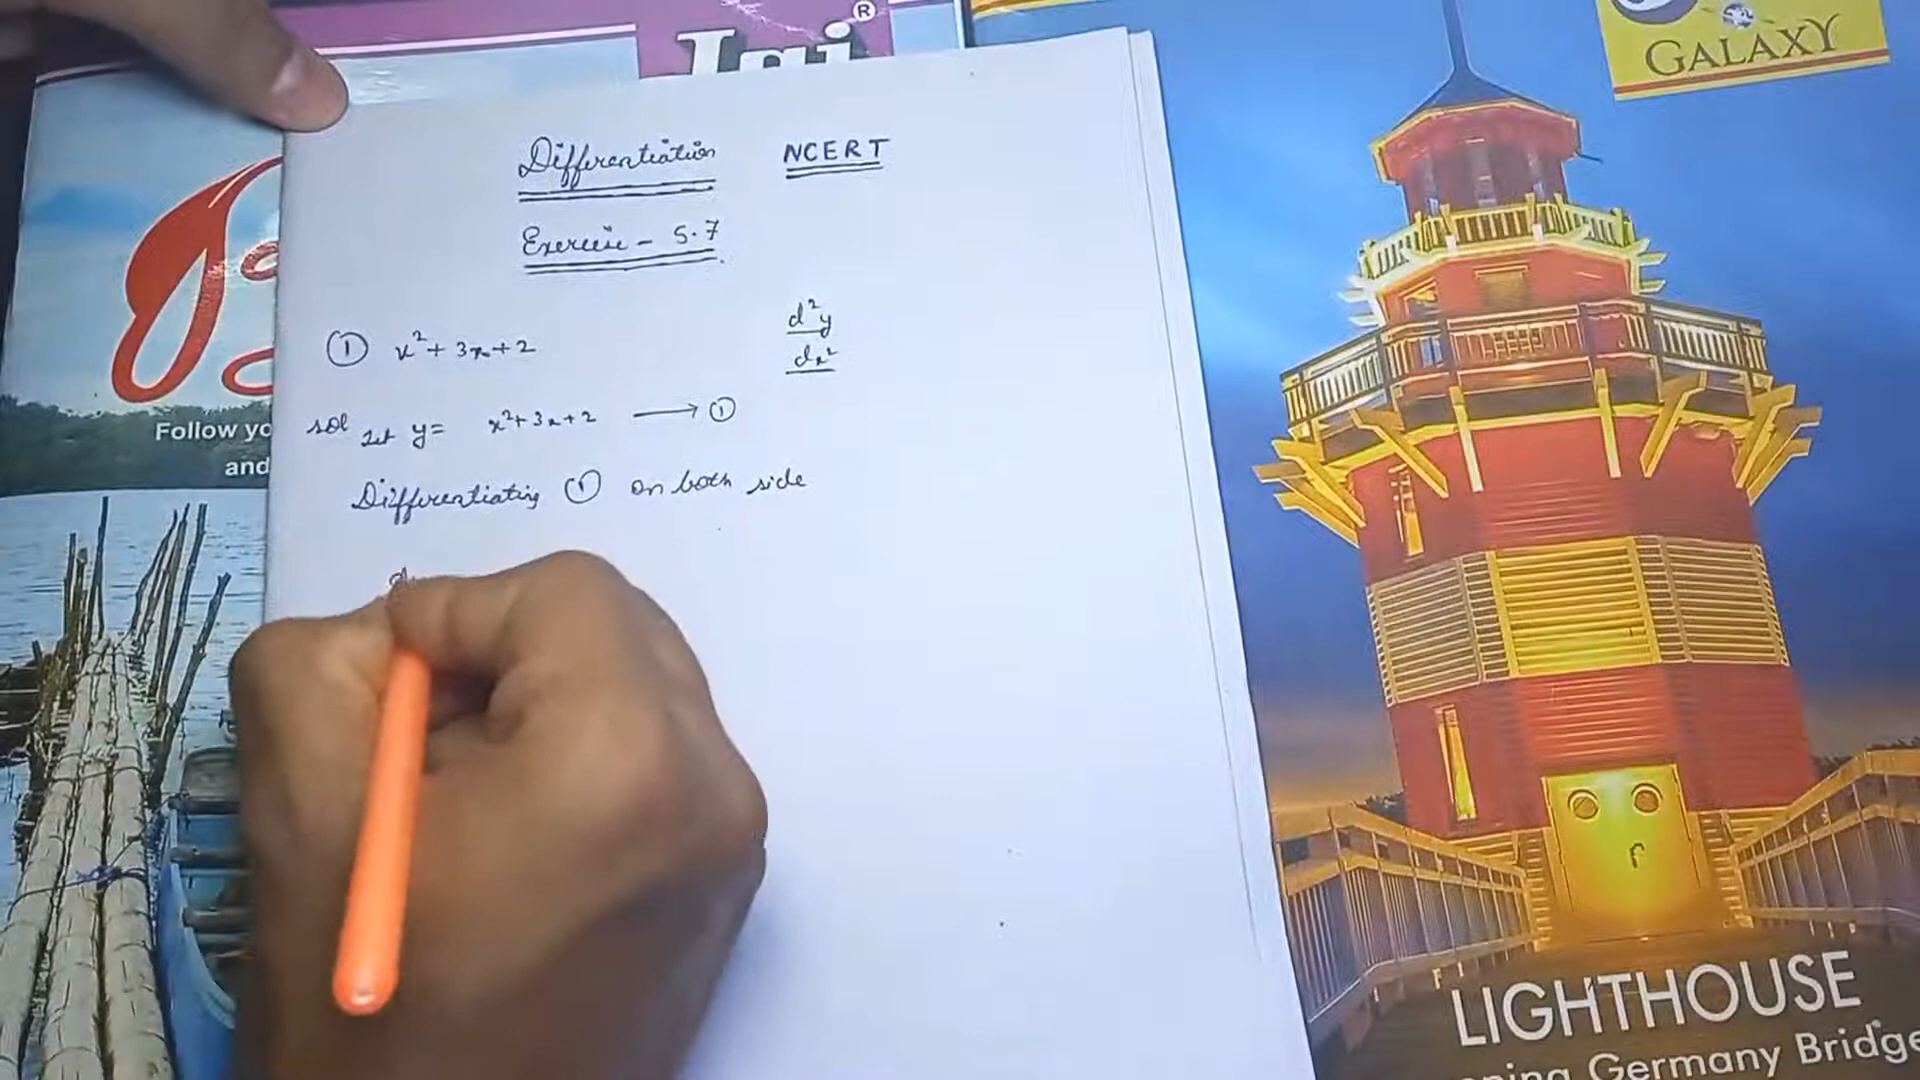 ®
GALAXY
Differentiation NCERT
Exercise - 5.7
d²y
dx²
① x² + 3x + 2
sol Let y = x² + 3x + 2 → ①
Differentiating ① on both side
Follow yo
and
LIGHTHOUSE
Germany Bridge